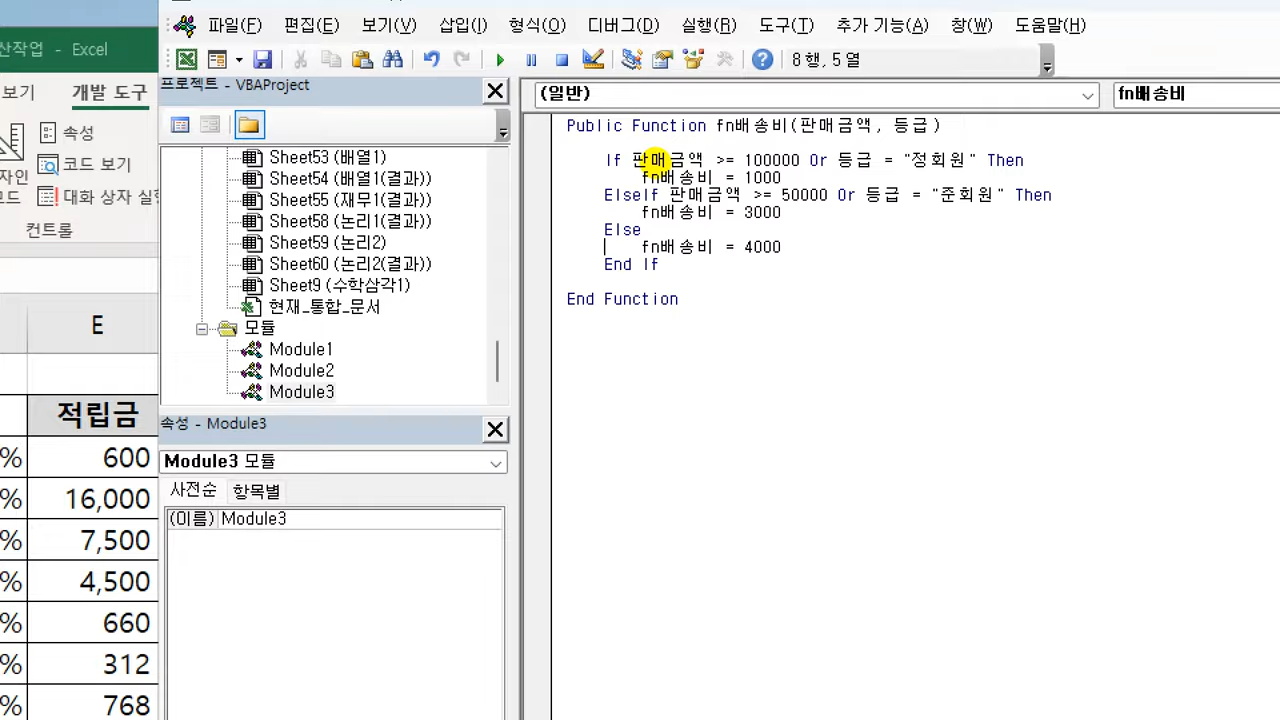 산작업 - Excel
보기 개발 도구
속성
코드 보기
대화 상자 실행
자인
모드
컨트롤
E
적립금
% 600
% 16,000
% 7,500
% 4,500
% 660
% 312
% 768
파일(F) 편집(E) 보기(V) 삽입(I) 형식(O) 디버그(D) 실행(R) 도구(T) 추가 기능(A) 창(W) 도움말(H)
8 행, 5 열
프로젝트 - VBAProject
Sheet53 (배열1)
Sheet54 (배열1(결과))
Sheet55 (재무1(결과))
Sheet58 (논리1(결과))
Sheet59 (논리2)
Sheet60 (논리2(결과))
Sheet9 (수학삼각1)
현재_통합_문서
모듈
Module1
Module2
Module3
속성 - Module3
Module3 모듈
사전순 항목별
(이름) Module3
(일반) fn배송비
Public Function fn배송비(판매금액, 등급)
If 판매금액 >= 100000 Or 등급 = "정회원" Then
fn배송비 = 1000
ElseIf 판매금액 >= 50000 Or 등급 = "준회원" Then
fn배송비 = 3000
Else
fn배송비 = 4000
End If
End Function